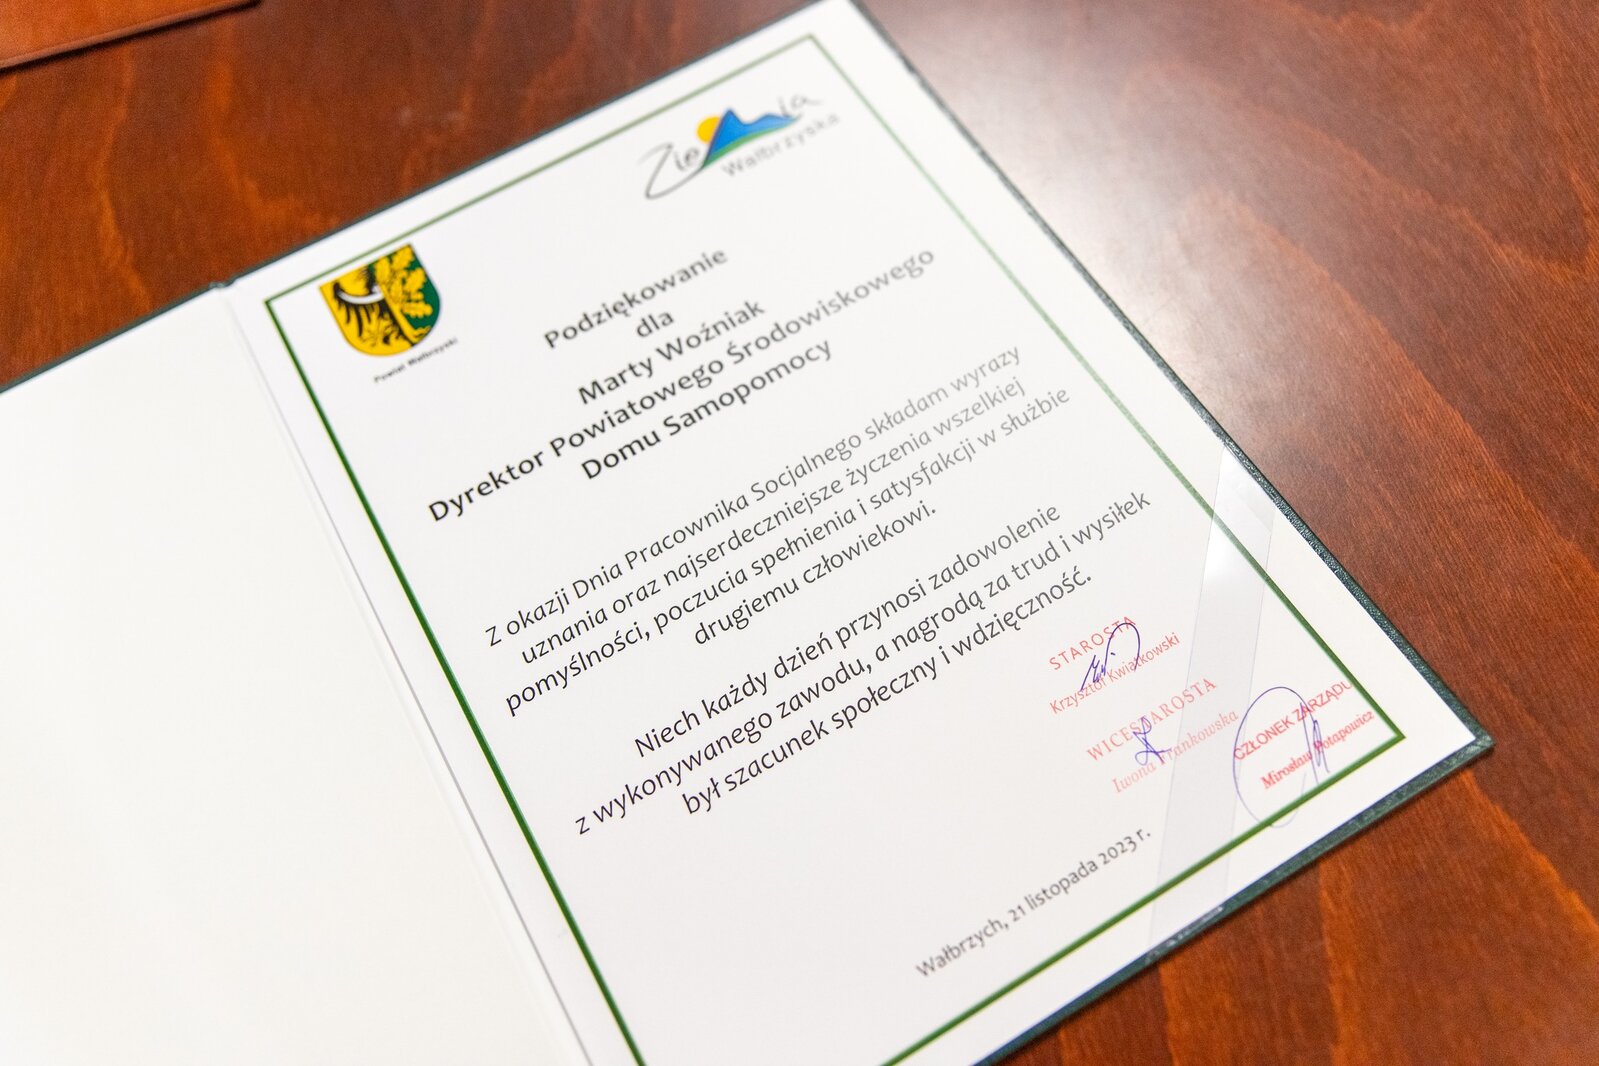 Ziemia
Wałbrzyska
Powiat Wałbrzyski
Podziękowanie
dla
Marty Woźniak
Dyrektor Powiatowego Środowiskowego
Domu Samopomocy
Z okazji Dnia Pracownika Socjalnego składam wyrazy
uznania oraz najserdeczniejsze życzenia wszelkiej
pomyślności, poczucia spełnienia i satysfakcji w służbie
drugiemu człowiekowi.
Niech każdy dzień przynosi zadowolenie
z wykonywanego zawodu, a nagrodą za trud i wysiłek
był szacunek społeczny i wdzięczność.
STAROSTA
Krzysztof Kwiatkowski
WICESTAROSTA
Iwona Frankowska
CZŁONEK ZARZĄDU
Mirosław Potapowicz
Wałbrzych, 21 listopada 2023 r.